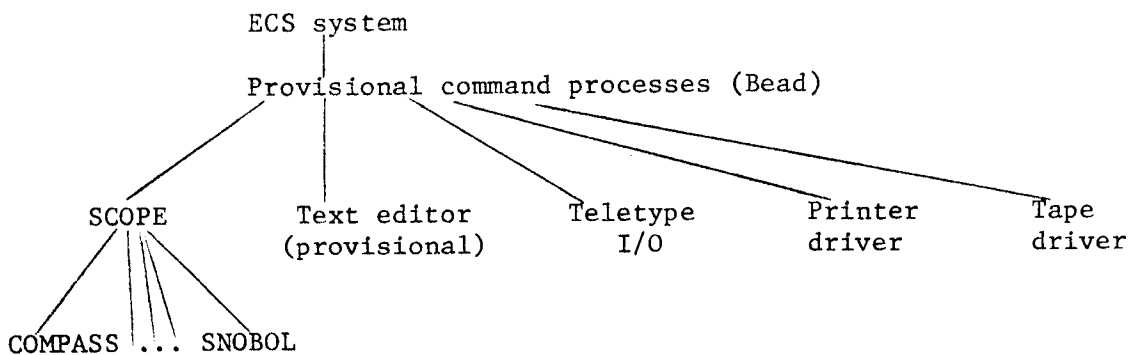 ECS system
Provisional command processes (Bead)
SCOPE
Text editor
(provisional)
Teletype
I/O
Printer
driver
Tape
driver
COMPASS ... SNOBOL